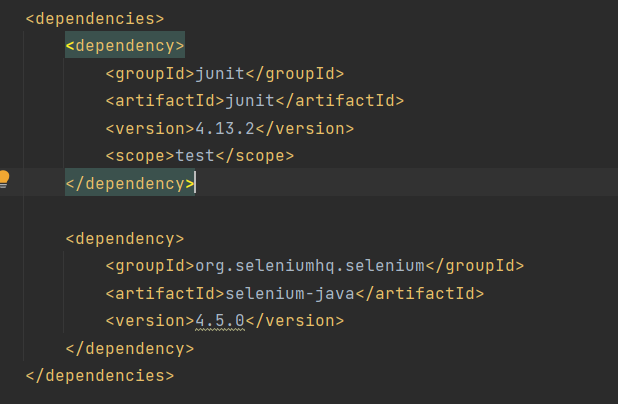 <dependencies>
<dependency>
<groupId>junit</groupId>
<artifactId>junit</artifactId>
<version>4.13.2</version>
<scope>test</scope>
</dependency>
<dependency>
<groupId>org.seleniumhq.selenium</groupId>
<artifactId>selenium-java</artifactId>
<version>4.5.0</version>
</dependency>
</dependencies>